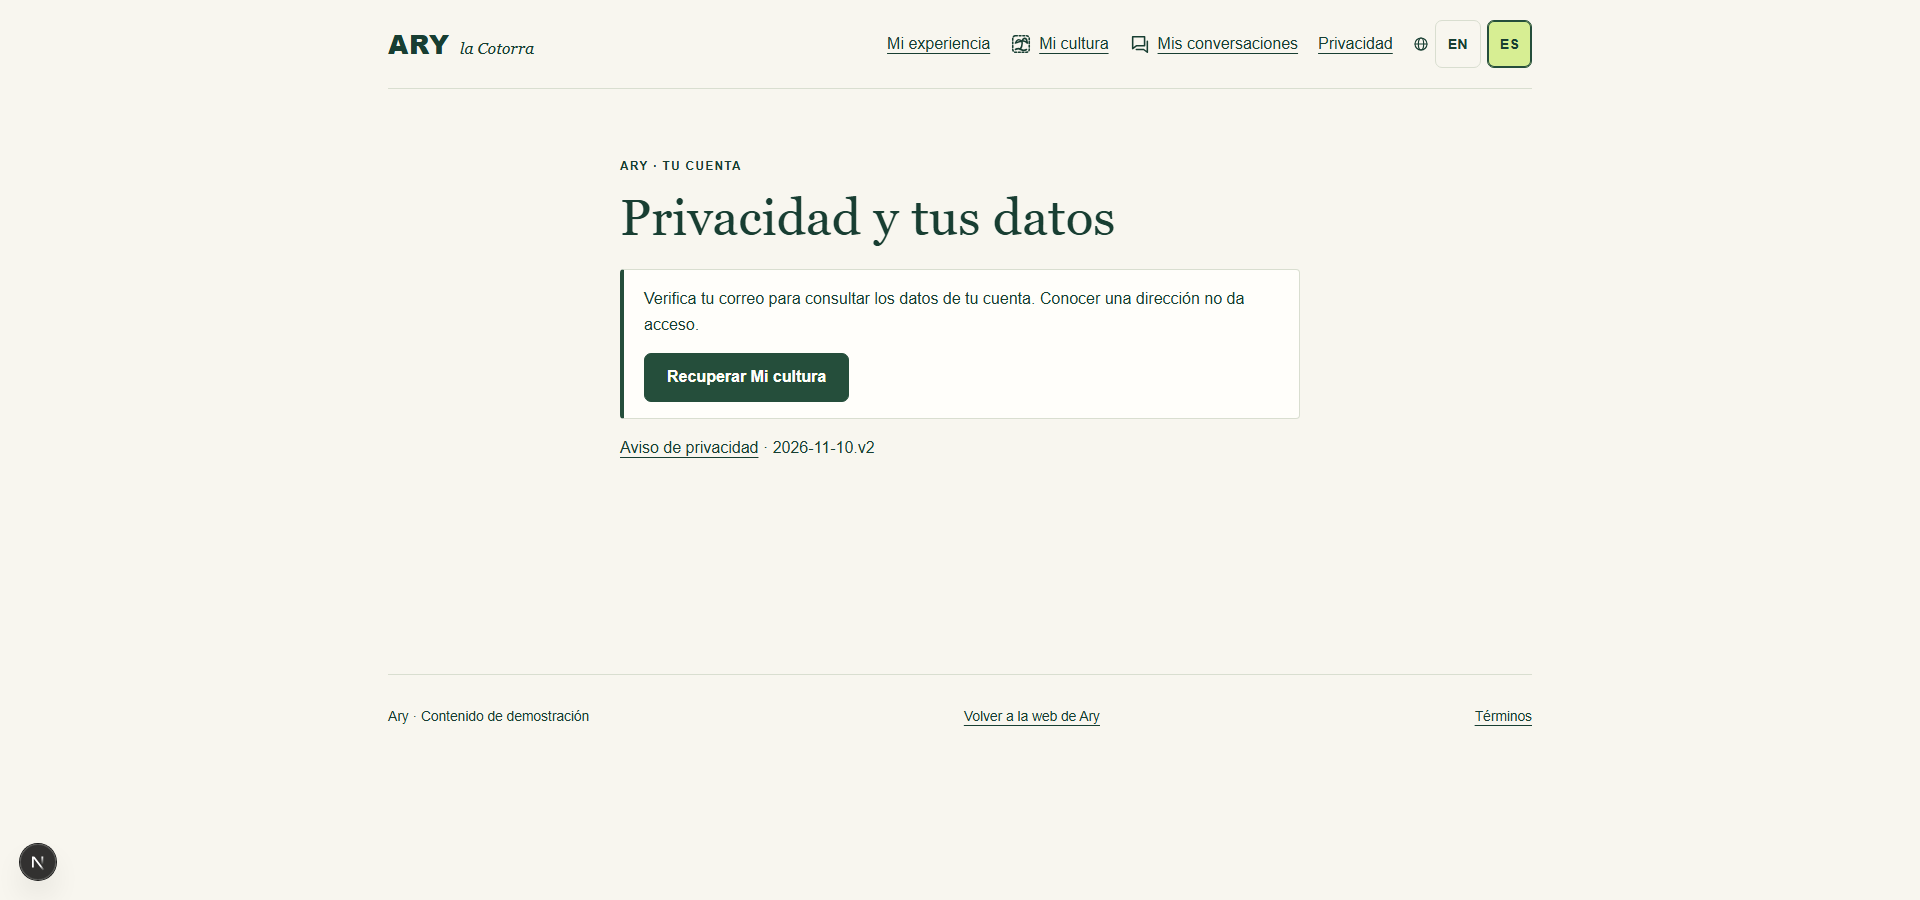 ARY la Cotorra
Mi experiencia Mi cultura Mis conversaciones Privacidad EN ES
ARY · TU CUENTA
Privacidad y tus datos
Verifica tu correo para consultar los datos de tu cuenta. Conocer una dirección no da
acceso.
Recuperar Mi cultura
Aviso de privacidad · 2026-11-10.v2
Ary · Contenido de demostración
Volver a la web de Ary
Términos
N